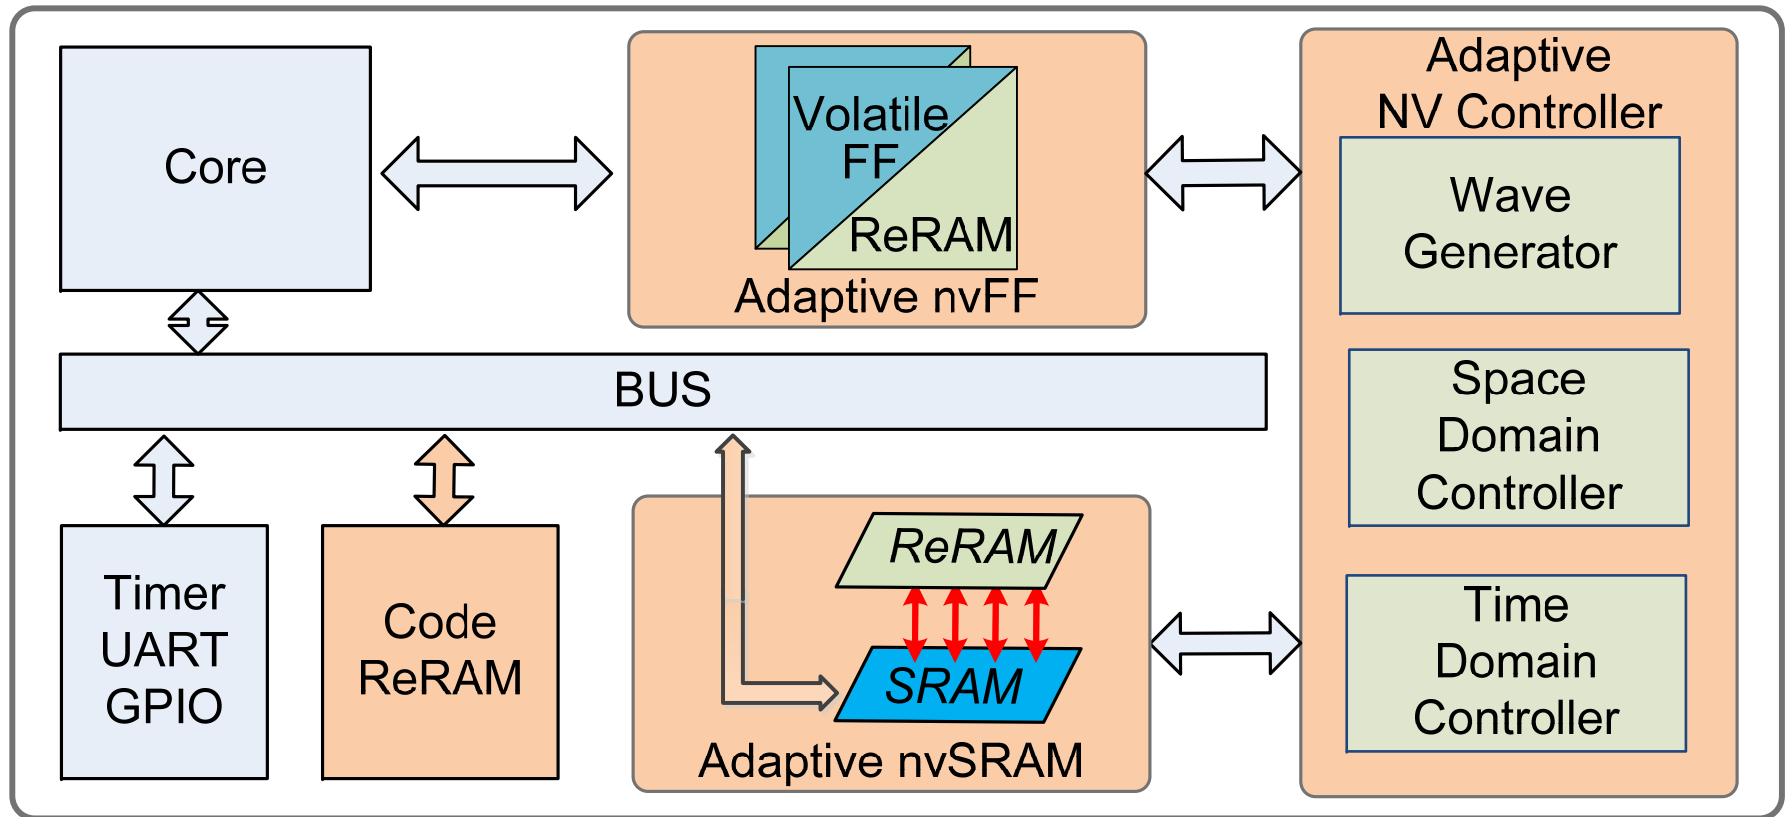 Core
Volatile
FF
ReRAM
Adaptive nvFF
Adaptive
NV Controller
Wave
Generator
Space
Domain
Controller
Time
Domain
Controller
BUS
Timer
UART
GPIO
Code
ReRAM
ReRAM
SRAM
Adaptive nvSRAM